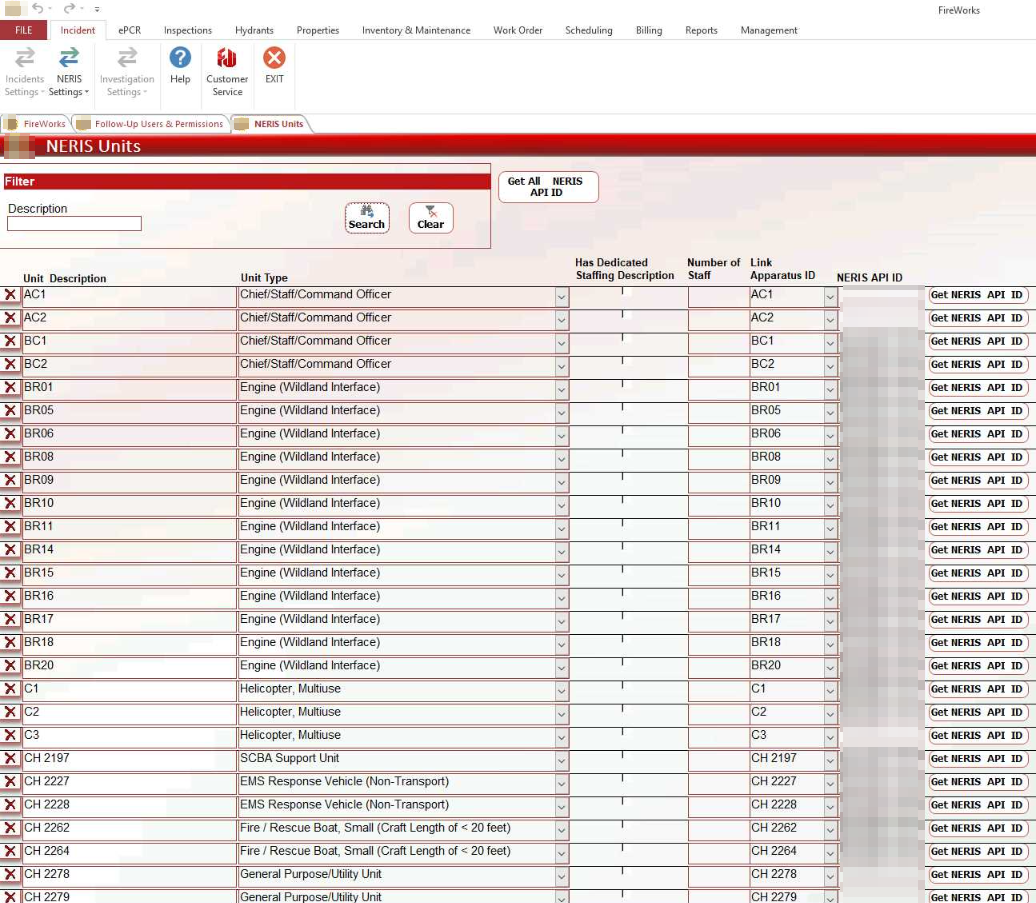 FireWorks
FILE Incident ePCR Inspections Hydrants Properties Inventory & Maintenance Work Order Scheduling Billing Reports Management
Incidents Settings NERIS Settings Investigation Settings Help Customer Service EXIT
FireWorks Follow-Up Users & Permissions NERIS Units
NERIS Units
Filter
Description
Search Clear
Get All NERIS
API ID
Unit Description Unit Type Has Dedicated Staffing Description Number of Staff Link Apparatus ID NERIS API ID
AC1 Chief/Staff/Command Officer AC1 Get NERIS API ID
AC2 Chief/Staff/Command Officer AC2 Get NERIS API ID
BC1 Chief/Staff/Command Officer BC1 Get NERIS API ID
BC2 Chief/Staff/Command Officer BC2 Get NERIS API ID
BR01 Engine (Wildland Interface) BR01 Get NERIS API ID
BR05 Engine (Wildland Interface) BR05 Get NERIS API ID
BR06 Engine (Wildland Interface) BR06 Get NERIS API ID
BR08 Engine (Wildland Interface) BR08 Get NERIS API ID
BR09 Engine (Wildland Interface) BR09 Get NERIS API ID
BR10 Engine (Wildland Interface) BR10 Get NERIS API ID
BR11 Engine (Wildland Interface) BR11 Get NERIS API ID
BR14 Engine (Wildland Interface) BR14 Get NERIS API ID
BR15 Engine (Wildland Interface) BR15 Get NERIS API ID
BR16 Engine (Wildland Interface) BR16 Get NERIS API ID
BR17 Engine (Wildland Interface) BR17 Get NERIS API ID
BR18 Engine (Wildland Interface) BR18 Get NERIS API ID
BR20 Engine (Wildland Interface) BR20 Get NERIS API ID
C1 Helicopter, Multiuse C1 Get NERIS API ID
C2 Helicopter, Multiuse C2 Get NERIS API ID
C3 Helicopter, Multiuse C3 Get NERIS API ID
CH 2197 SCBA Support Unit CH 2197 Get NERIS API ID
CH 2227 EMS Response Vehicle (Non-Transport) CH 2227 Get NERIS API ID
CH 2228 EMS Response Vehicle (Non-Transport) CH 2228 Get NERIS API ID
CH 2262 Fire / Rescue Boat, Small (Craft Length of < 20 feet) CH 2262 Get NERIS API ID
CH 2264 Fire / Rescue Boat, Small (Craft Length of < 20 feet) CH 2264 Get NERIS API ID
CH 2278 General Purpose/Utility Unit CH 2278 Get NERIS API ID
CH 2279 General Purpose/Utility Unit CH 2279 Get NERIS API ID